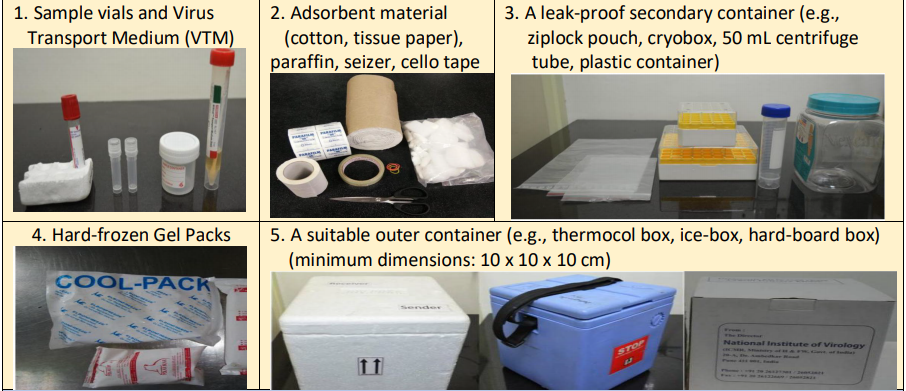 1. Sample vials and Virus
Transport Medium (VTM)
2. Adsorbent material
(cotton, tissue paper),
paraffin, seizer, cello tape
PARAFILM PARAFILM
PARAFILM PARAFILM
3. A leak-proof secondary container (e.g.,
ziplock pouch, cryobox, 50 mL centrifuge
tube, plastic container)
4. Hard-frozen Gel Packs
COOL-PACK
5. A suitable outer container (e.g., thermocol box, ice-box, hard-board box)
(minimum dimensions: 10 x 10 x 10 cm)
Sender
STOP
From :
The Director
National Institute of Virology